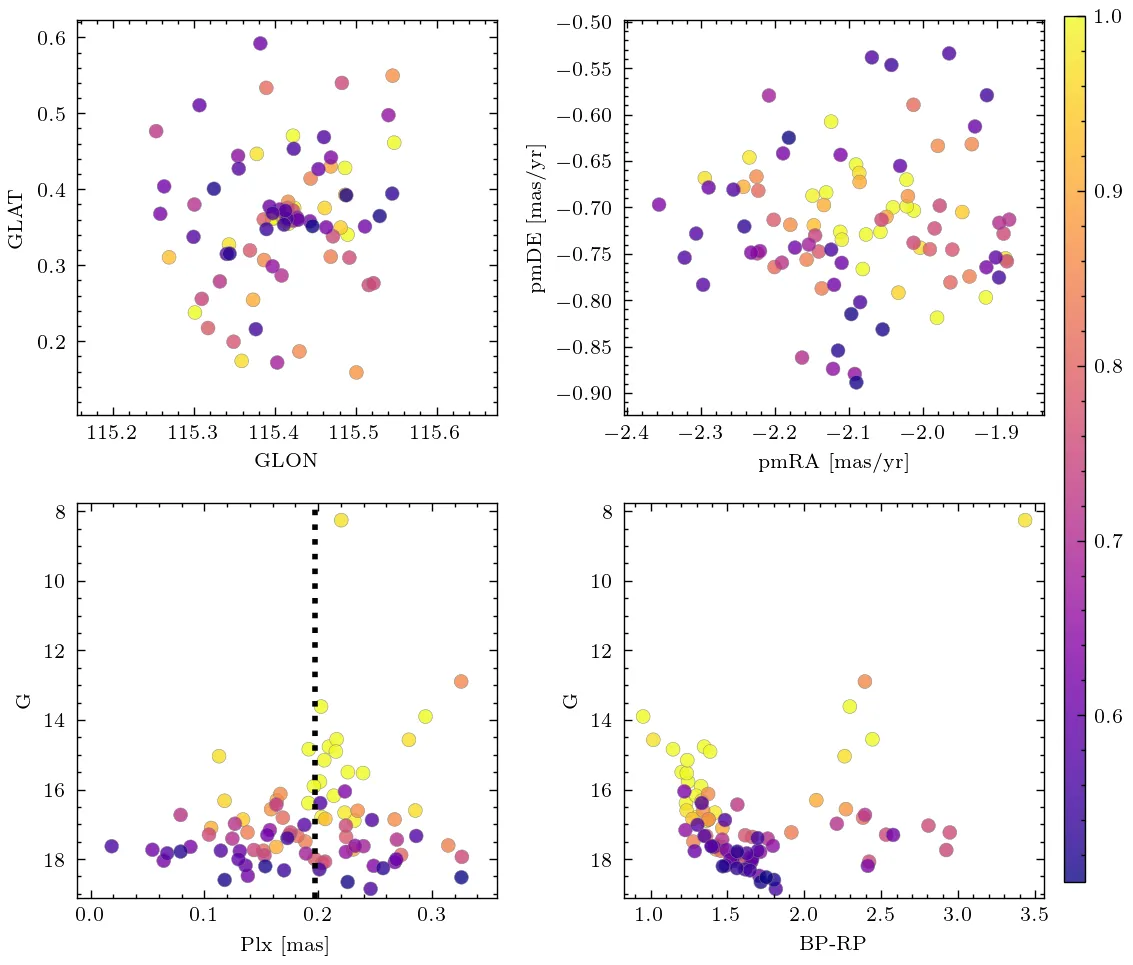 0.6
0.5
0.4
0.3
0.2
GLAT
115.2 115.3 115.4 115.5 115.6
GLON
−0.50
−0.55
−0.60
−0.65
−0.70
−0.75
−0.80
−0.85
−0.90
pmDE [mas/yr]
−2.4 −2.3 −2.2 −2.1 −2.0 −1.9
pmRA [mas/yr]
8
10
12
14
16
18
G
0.0 0.1 0.2 0.3
Plx [mas]
8
10
12
14
16
18
G
1.0 1.5 2.0 2.5 3.0 3.5
BP-RP
1.0
0.9
0.8
0.7
0.6